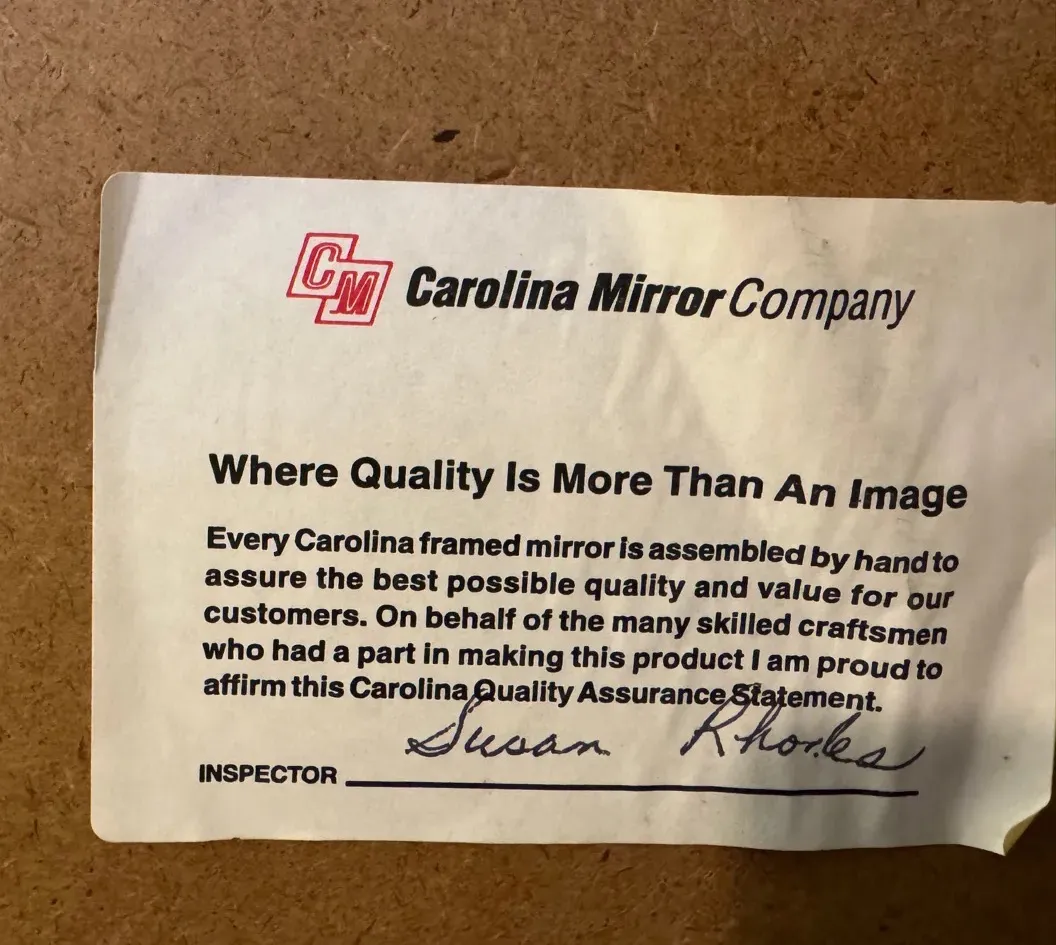 CM Carolina Mirror Company
Where Quality Is More Than An Image
Every Carolina framed mirror is assembled by hand to
assure the best possible quality and value for our
customers. On behalf of the many skilled craftsmen
who had a part in making this product I am proud to
affirm this Carolina Quality Assurance Statement.
Susan Rhodes
INSPECTOR